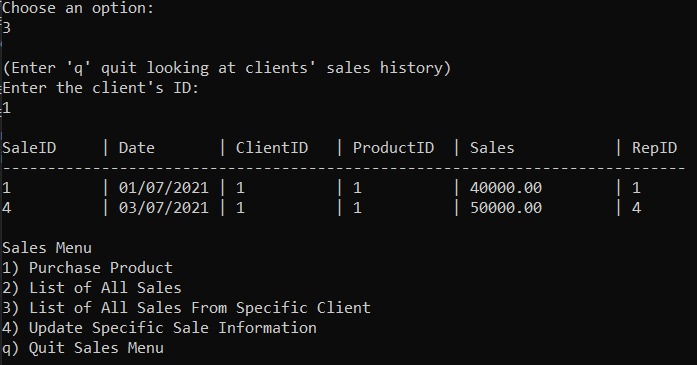 Choose an option:
3
(Enter 'q' quit looking at clients' sales history)
Enter the client's ID:
1
SaleID | Date | ClientID | ProductID | Sales | RepID
----------------------------------------------------------------------------
1 | 01/07/2021 | 1 | 1 | 40000.00 | 1
4 | 03/07/2021 | 1 | 1 | 50000.00 | 4
Sales Menu
1) Purchase Product
2) List of All Sales
3) List of All Sales From Specific Client
4) Update Specific Sale Information
q) Quit Sales Menu